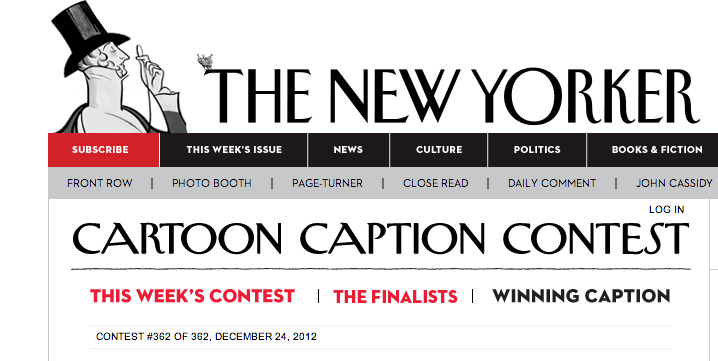 THE NEW YORKER
SUBSCRIBE THIS WEEK'S ISSUE NEWS CULTURE POLITICS BOOKS & FICTION
FRONT ROW | PHOTO BOOTH | PAGE-TURNER | CLOSE READ | DAILY COMMENT | JOHN CASSIDY
LOG IN
CARTOON CAPTION CONTEST
THIS WEEK'S CONTEST | THE FINALISTS | WINNING CAPTION
CONTEST #362 OF 362, DECEMBER 24, 2012